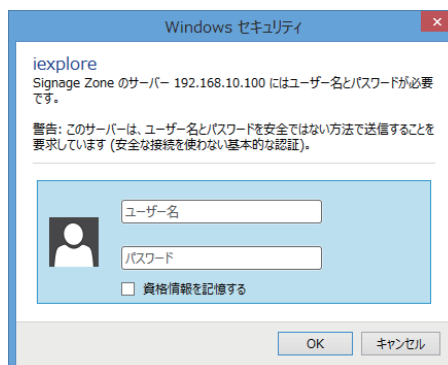 Windows セキュリティ
iexplore
Signage Zone のサーバー 192.168.10.100 にはユーザー名とパスワードが必要
です。
警告: このサーバーは、ユーザー名とパスワードを安全ではない方法で送信することを
要求しています (安全な接続を使わない基本的な認証)。
ユーザー名
パスワード
資格情報を記憶する
OK
キャンセル